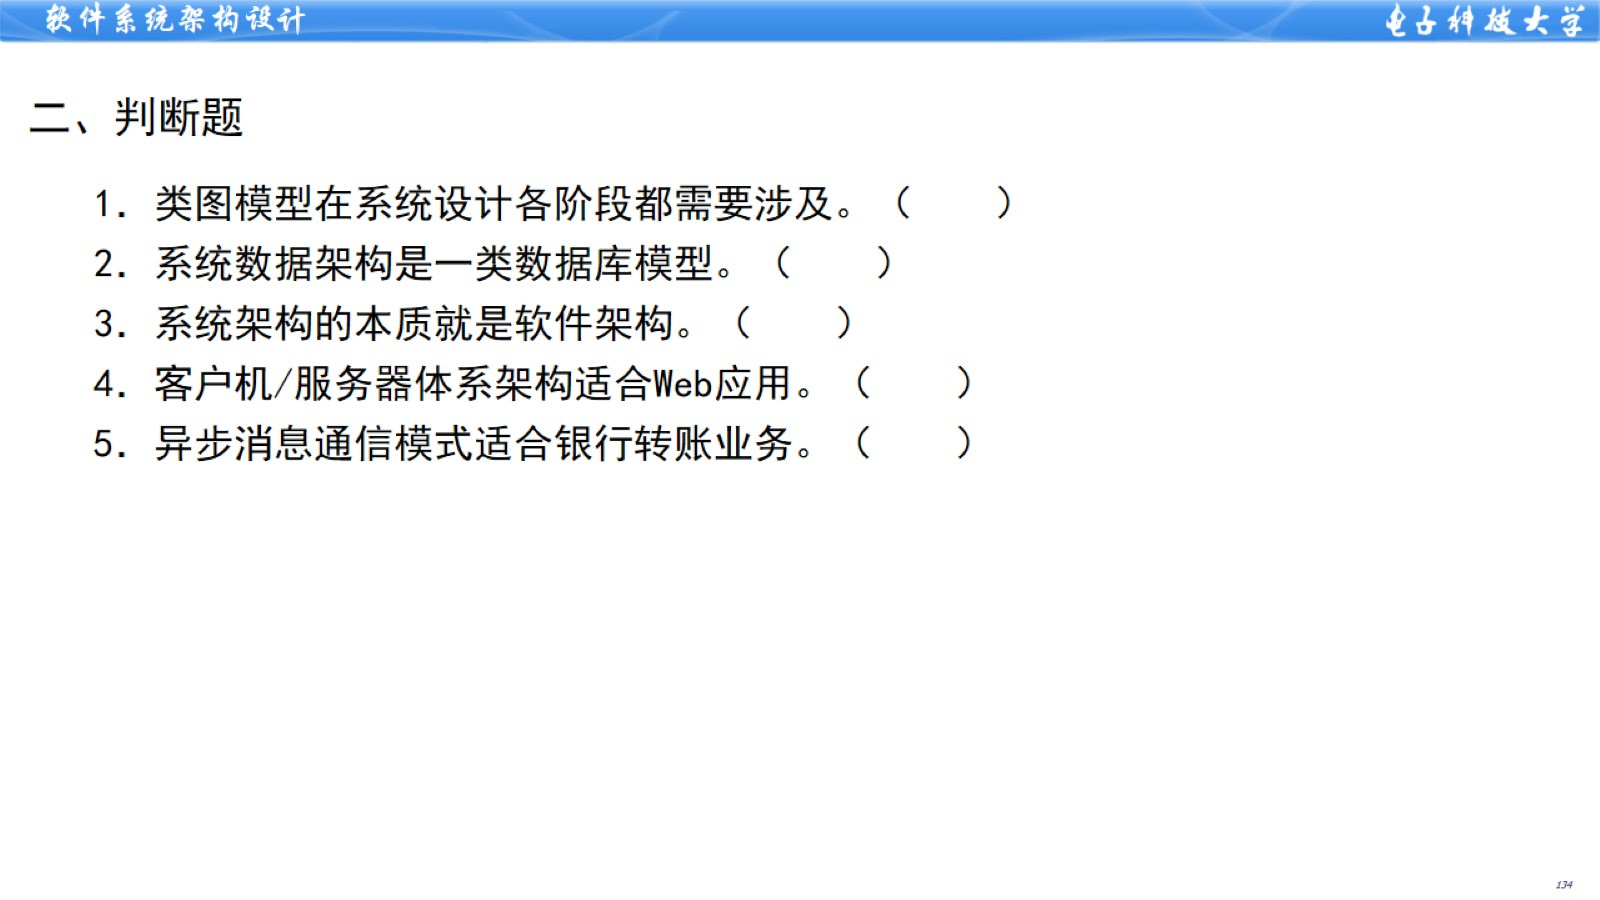 软件系统架构设计
电子科技大学
二、判断题
1. 类图模型在系统设计各阶段都需要涉及。（　　）
2. 系统数据架构是一类数据库模型。（　　）
3. 系统架构的本质就是软件架构。（　　）
4. 客户机/服务器体系架构适合Web应用。（　　）
5. 异步消息通信模式适合银行转账业务。（　　）
134